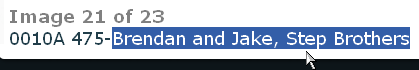 Image 21 of 23
0010A 475-Brendan and Jake, Step Brothers